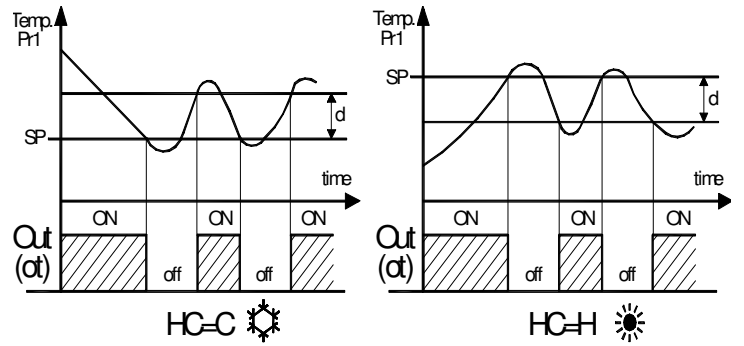 Temp.
Pr1
d
SP
time
ON
ON
ON
Out
(ot)
off
off
HC=C
Temp.
Pr1
SP
d
time
ON
ON
ON
Out
(ot)
off
off
HC=H